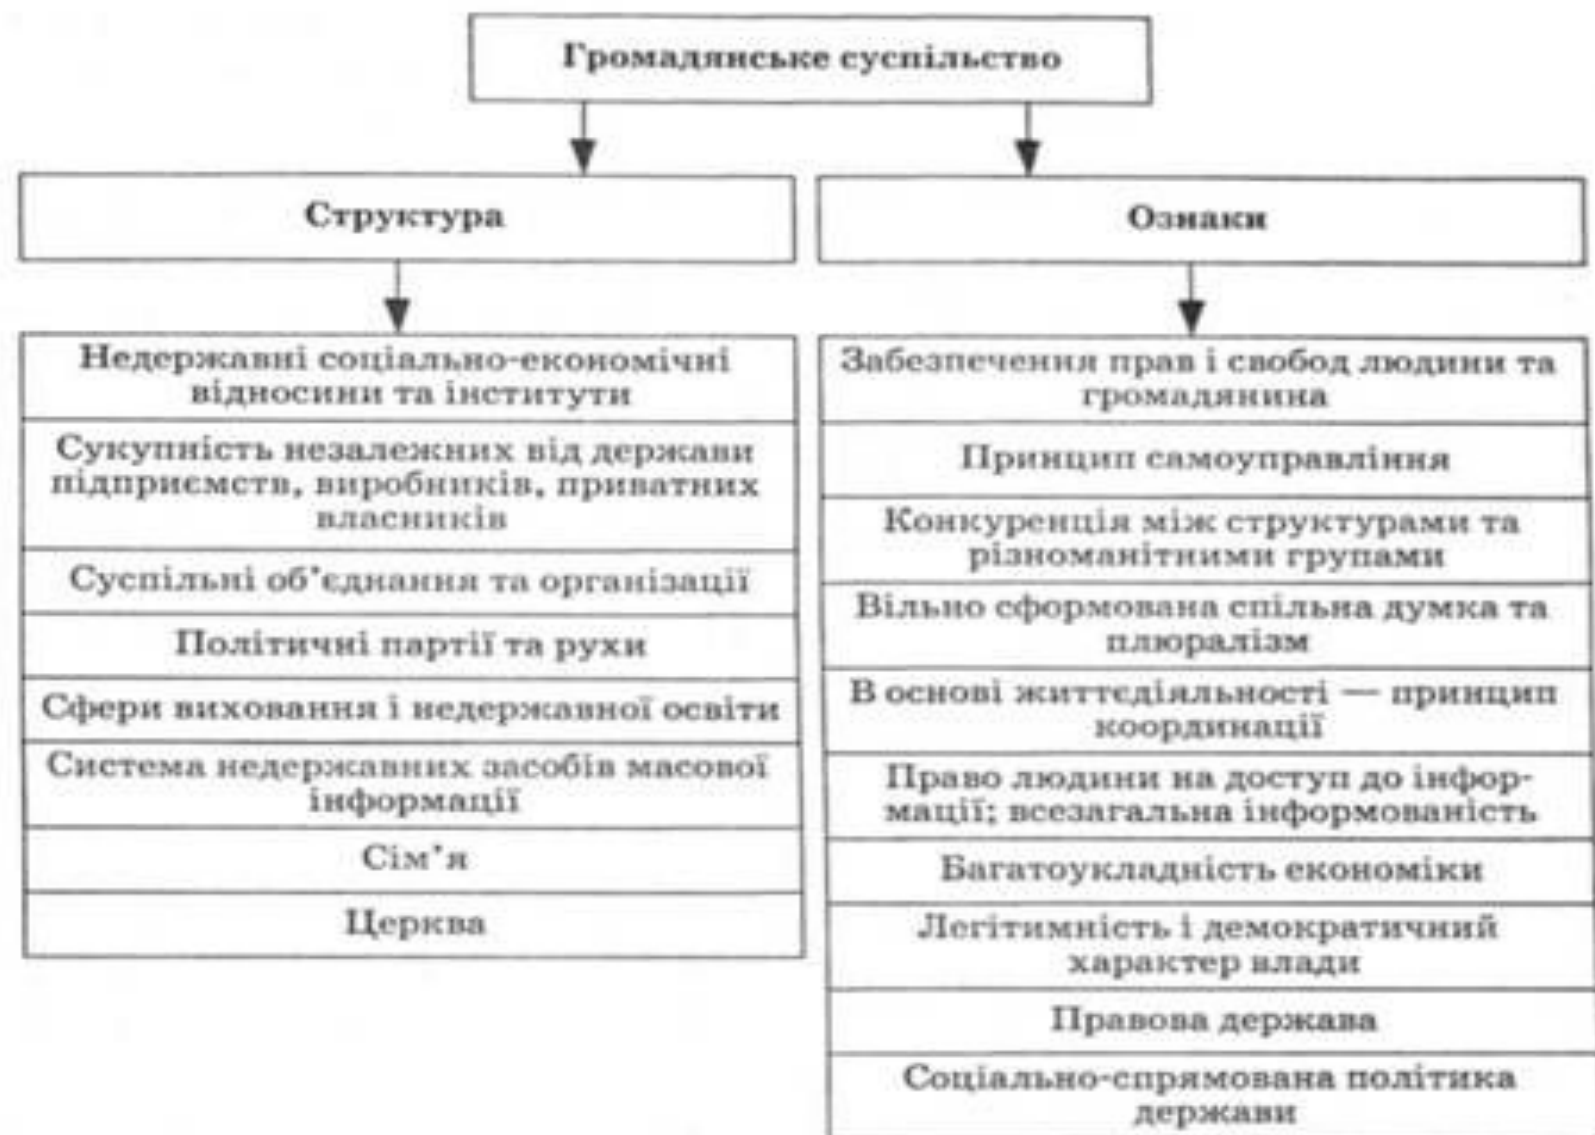 Громадянське суспільство
Структура
Недержавні соціально-економічні
відносини та інститути
Сукупність незалежних від держави
підприємств, виробників, приватних
власників
Суспільні об’єднання та організації
Політичні партії та рухи
Сфери виховання і недержавної освіти
Система недержавних засобів масової
інформації
Сім’я
Церква
Ознаки
Забезпечення прав і свобод людини та
громадянина
Принцип самоуправління
Конкуренція між структурами та
різноманітними групами
Вільно сформована спільна думка та
плюралізм
В основі життєдіяльності — принцип
координації
Право людини на доступ до інфор-
мації; всезагальна інформованість
Багатоукладність економіки
Легітимність і демократичний
характер влади
Правова держава
Соціально-спрямована політика
держави